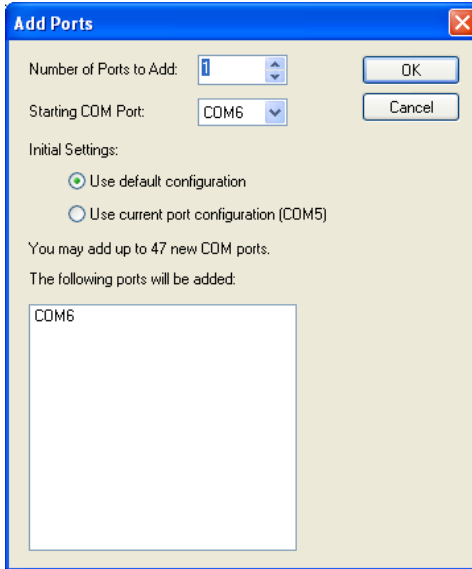 Add Ports
Number of Ports to Add: 1
OK
Starting COM Port: COM6
Cancel
Initial Settings:
Use default configuration
Use current port configuration (COM5)
You may add up to 47 new COM ports.
The following ports will be added:
COM6